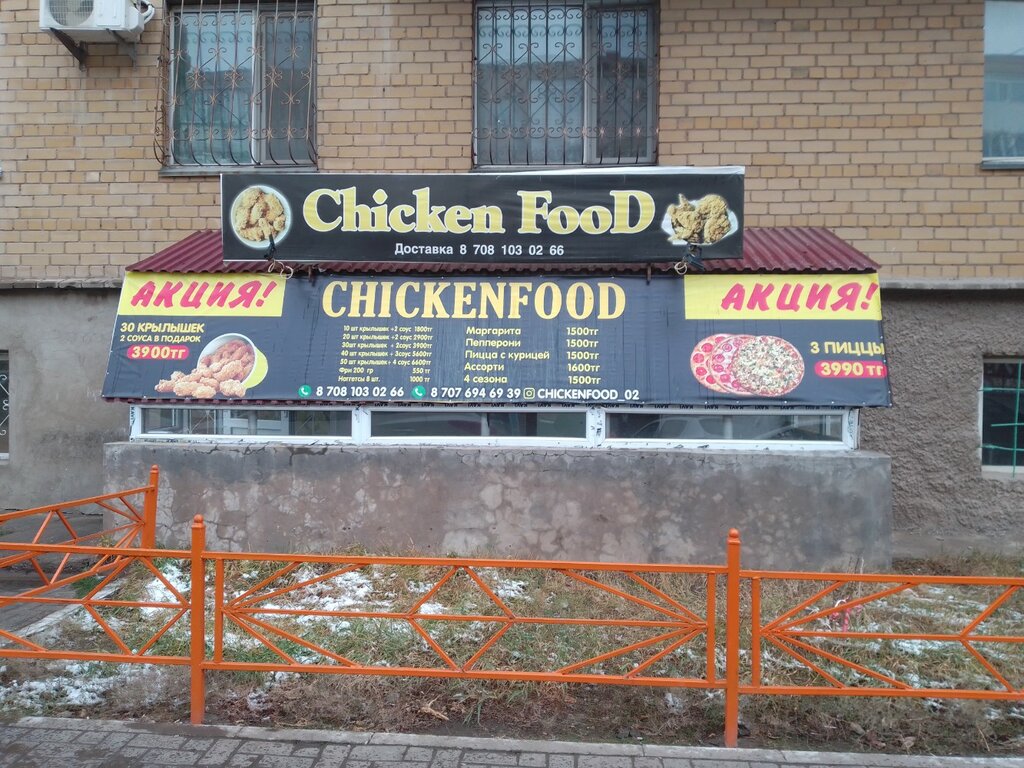 Chicken FooD
Доставка 8 708 103 02 66
АКЦИЯ!
30 КРЫЛЫШЕК
2 СОУСА В ПОДАРОК
3900тг
CHICKENFOOD
10 шт крылышек +2 соус 1800тг
20 шт крылышек +2 соус 2900тг
30шт крылышек + 2соус 3900тг
40 шт крылышек + 3соус 5600тг
50 шт крылышек+ 4 соус 6600тг
Фри 200 гр 550 тг
Наггетсы 8 шт. 1000 тг
Маргарита 1500тг
Пепперони 1500тг
Пицца с курицей 1500тг
Ассорти 1600тг
4 сезона 1500тг
8 708 103 02 66 8 707 694 69 39 CHICKENFOOD_02
АКЦИЯ!
3 ПИЦЦЫ
3990 тг